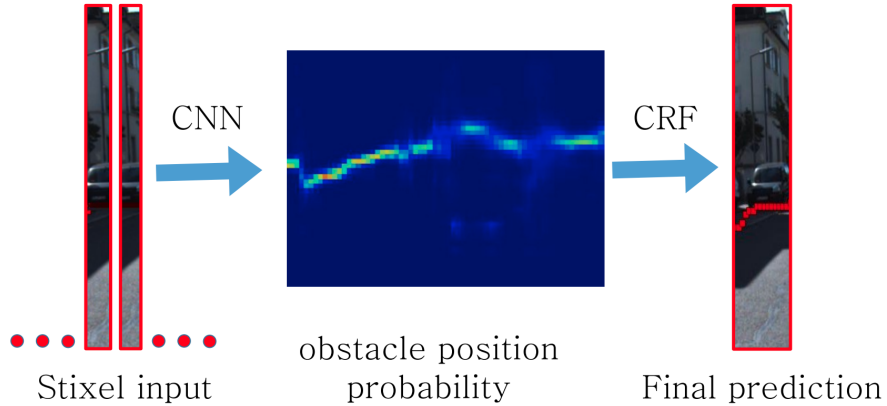 CNN
CRF
Stixel input
obstacle position
probability
Final prediction